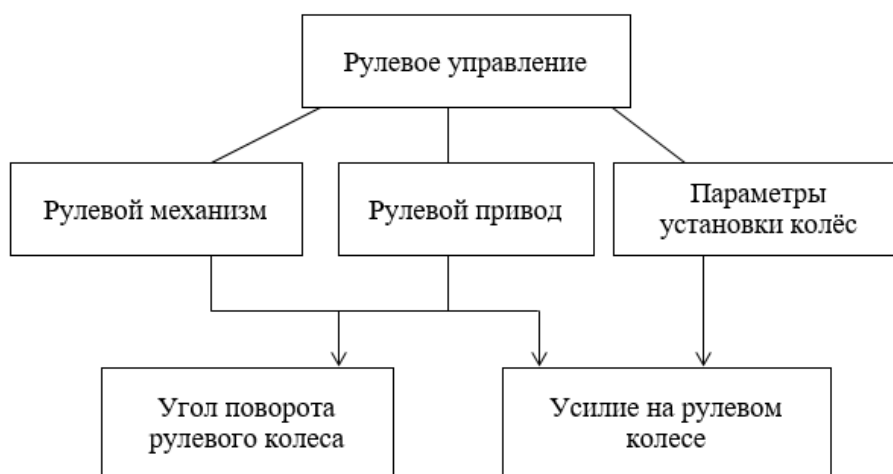 Рулевое управление
Рулевой механизм
Рулевой привод
Параметры
установки колёс
Угол поворота
рулевого колеса
Усилие на рулевом
колесе